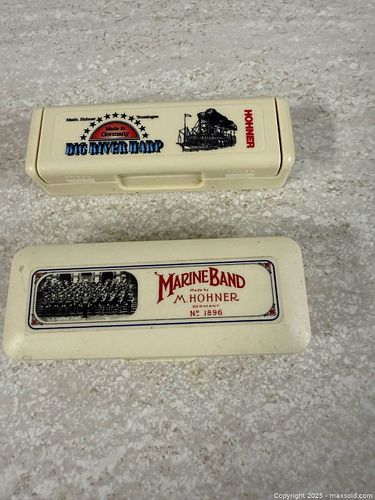 Matth. Hohner Trossingen
Made in
Germany
BIG RIVER HARP
HOHNER
MARINE BAND
Made by
M. HOHNER
GERMANY
Nº 1896
Copyright 2025 - maxsold.com